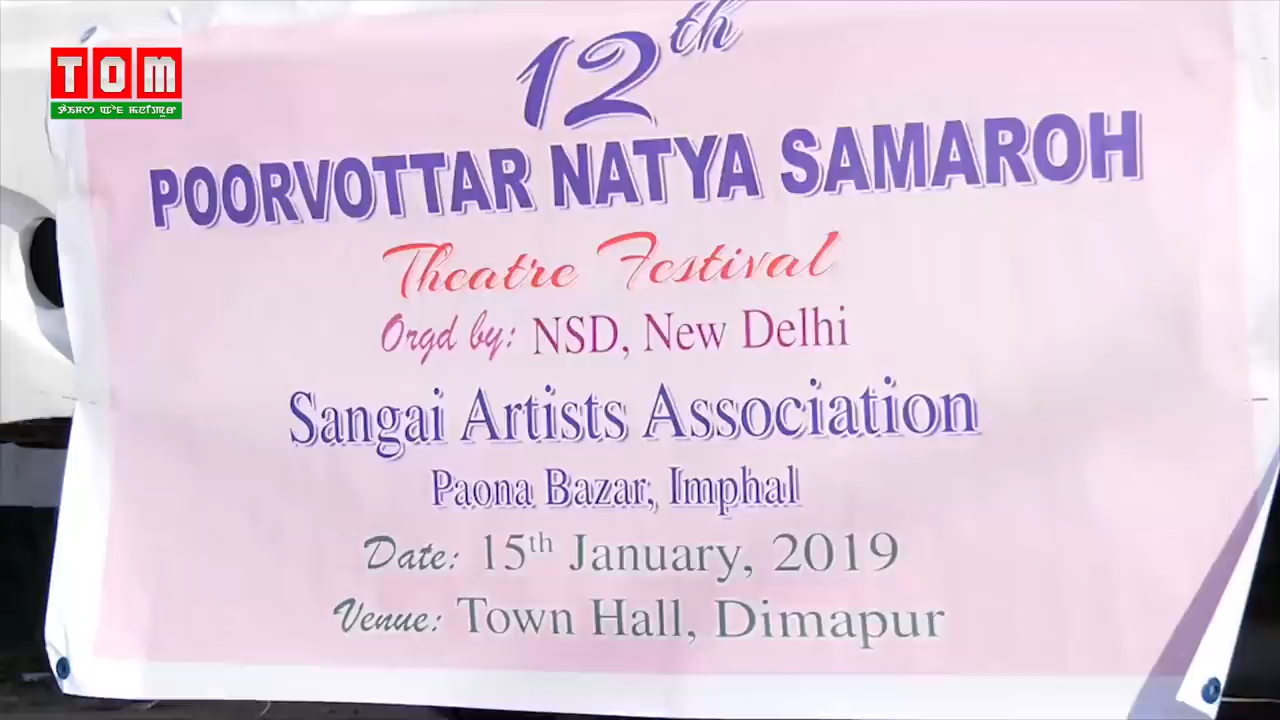 TOM
12th
POORVOTTAR NATYA SAMAROH
Theatre Festival
Orgd by: NSD, New Delhi
Sangai Artists Association
Paona Bazar, Imphal
Date: 15th January, 2019
Venue: Town Hall, Dimapur